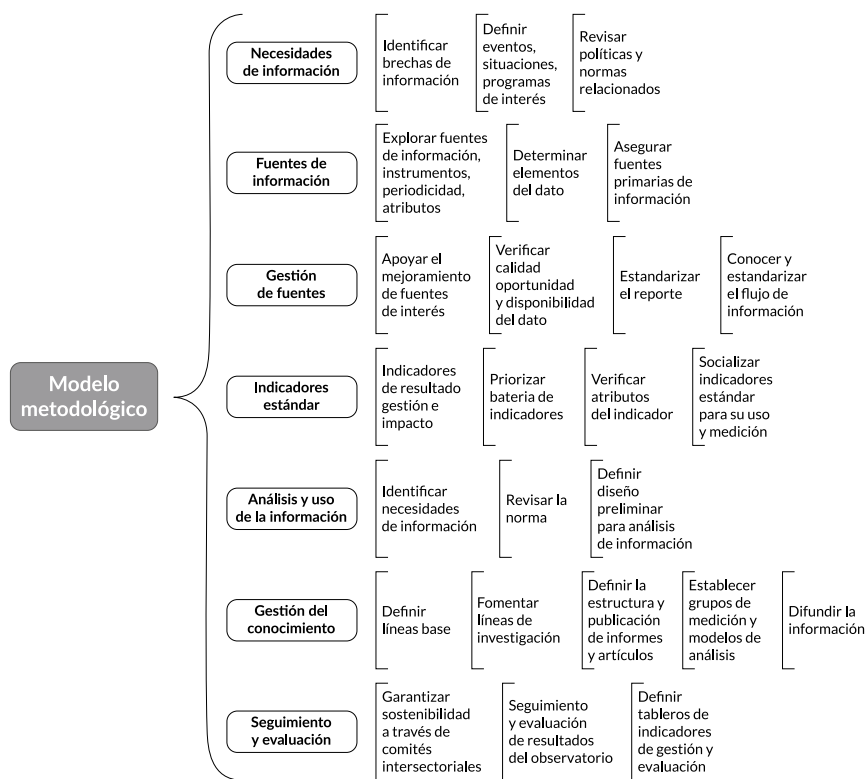 Modelo
metodológico
Necesidades
de información
Identificar
brechas de
información
Definir
eventos,
situaciones,
programas
de interés
Revisar
políticas y
normas
relacionados
Fuentes de
información
Explorar fuentes
de información,
instrumentos,
periodicidad,
atributos
Determinar
elementos
del dato
Asegurar
fuentes
primarias de
información
Gestión
de fuentes
Apoyar el
mejoramiento
de fuentes
de interés
Verificar
calidad
oportunidad
y disponibilidad
del dato
Estandarizar
el reporte
Conocer y
estandarizar
el flujo de
información
Indicadores
estándar
Indicadores
de resultado
gestión e
impacto
Priorizar
bateria de
indicadores
Verificar
atributos
del indicador
Socializar
indicadores
estándar
para su uso
y medición
Análisis y uso
de la información
Identificar
necesidades
de información
Revisar la
norma
Definir
diseño
preliminar
para análisis
de información
Gestión del
conocimiento
Definir
líneas base
Fomentar
líneas de
investigación
Definir la
estructura y
publicación
de informes
y artículos
Establecer
grupos de
medición y
modelos de
análisis
Difundir la
información
Seguimiento
y evaluación
Garantizar
sostenibilidad
a través de
comités
intersectoriales
Seguimiento
y evaluación
de resultados
del observatorio
Definir
tableros de
indicadores
de gestión y
evaluación